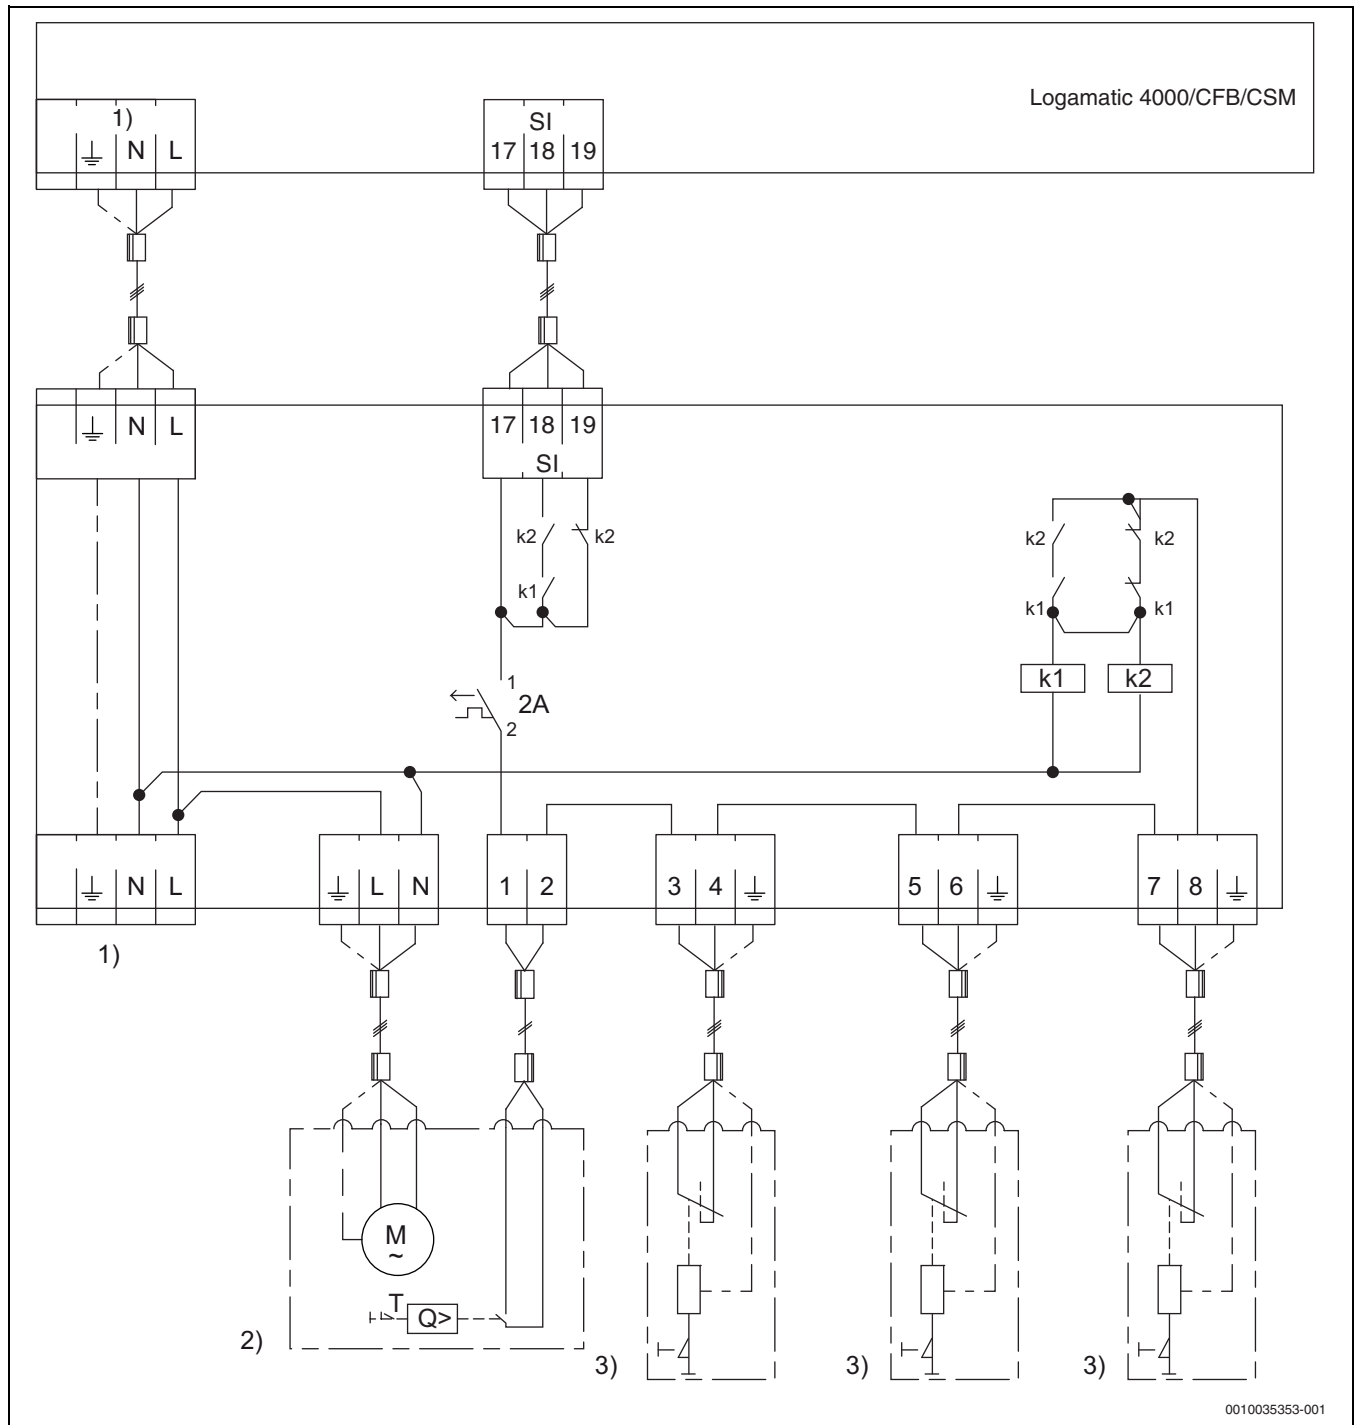 Logamatic 4000/CFB/CSM
1)
N L
SI
17 18 19
N L
17 18 19
SI
k2 k2
k1
k2 k2
k1 k1
k1 k2
1
2A
2
N L
L N
1 2
3 4
5 6
7 8
1)
M
~
T
Q>
2)
3)
3)
3)
0010035353-001